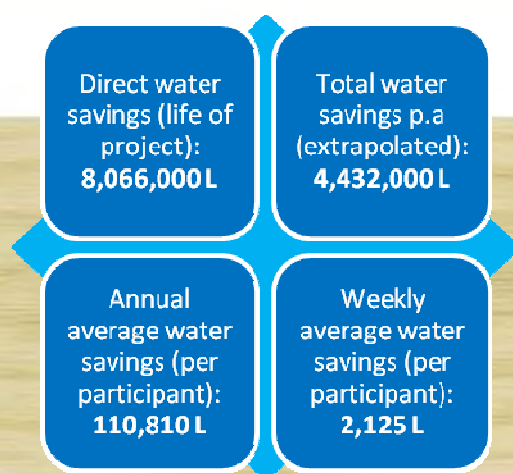 Direct water
savings (life of
project):
8,066,000 L
Total water
savings p.a
(extrapolated):
4,432,000 L
Annual
average water
savings (per
participant):
110,810 L
Weekly
average water
savings (per
participant):
2,125 L